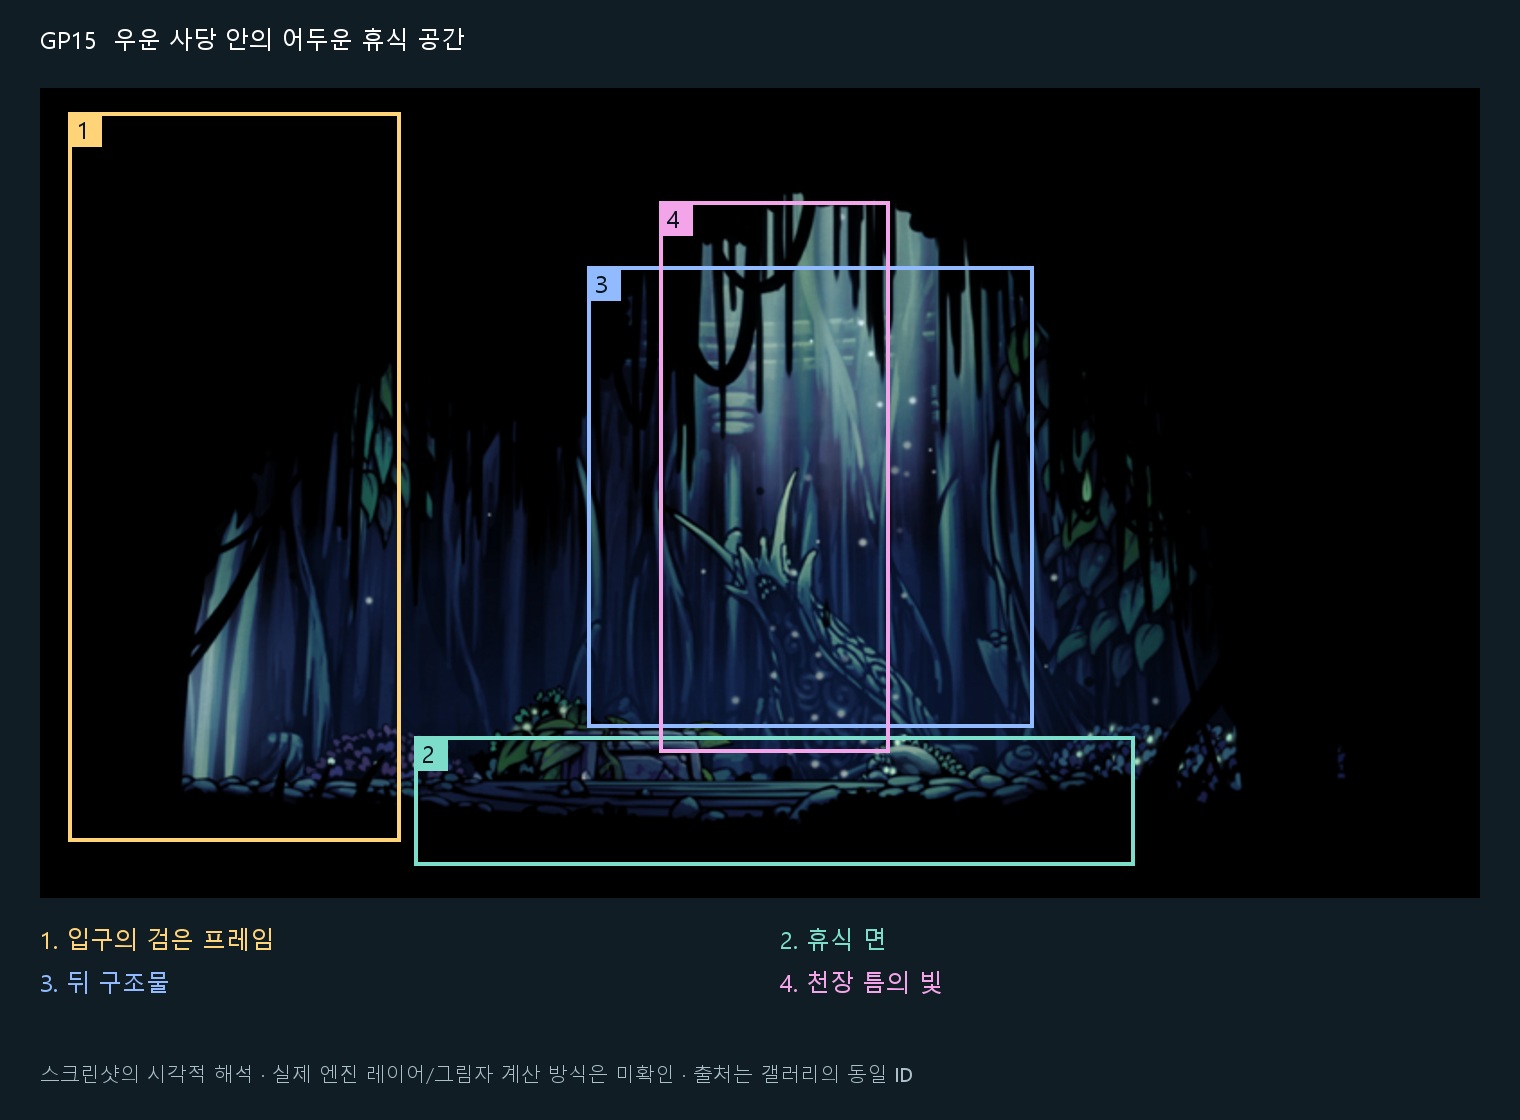 GP15 우운 사당 안의 어두운 휴식 공간
1
4
3
2
1. 입구의 검은 프레임
2. 휴식 면
3. 뒤 구조물
4. 천장 틈의 빛
스크린샷의 시각적 해석 · 실제 엔진 레이어/그림자 계산 방식은 미확인 · 출처는 갤러리의 동일 ID